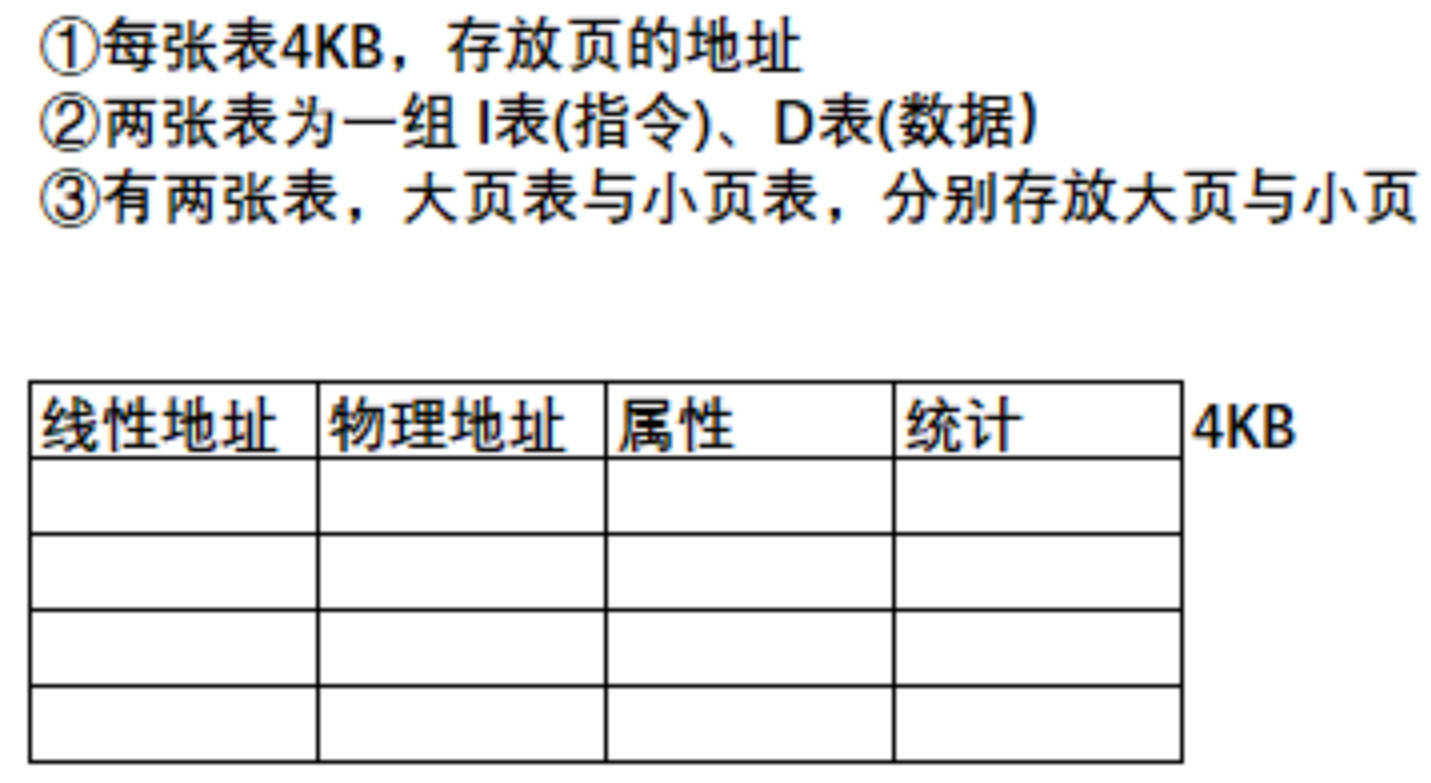 ①每张表4KB，存放页的地址
②两张表为一组 I表(指令)、D表(数据）
③有两张表，大页表与小页表，分别存放大页与小页
线性地址 物理地址 属性 统计 4KB